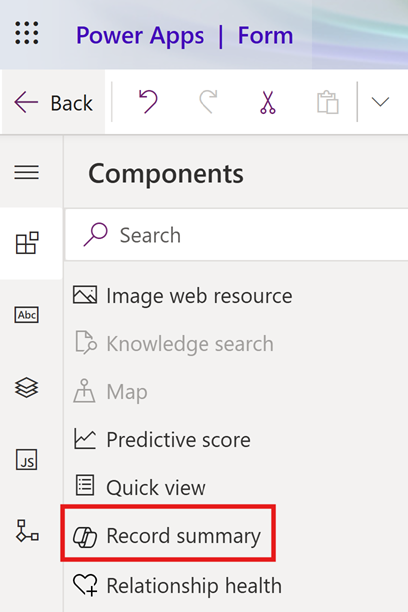 Power Apps | Form
Back
Components
Search
Image web resource
Abc
Knowledge search
Map
Predictive score
JS
Quick view
Record summary
Relationship health